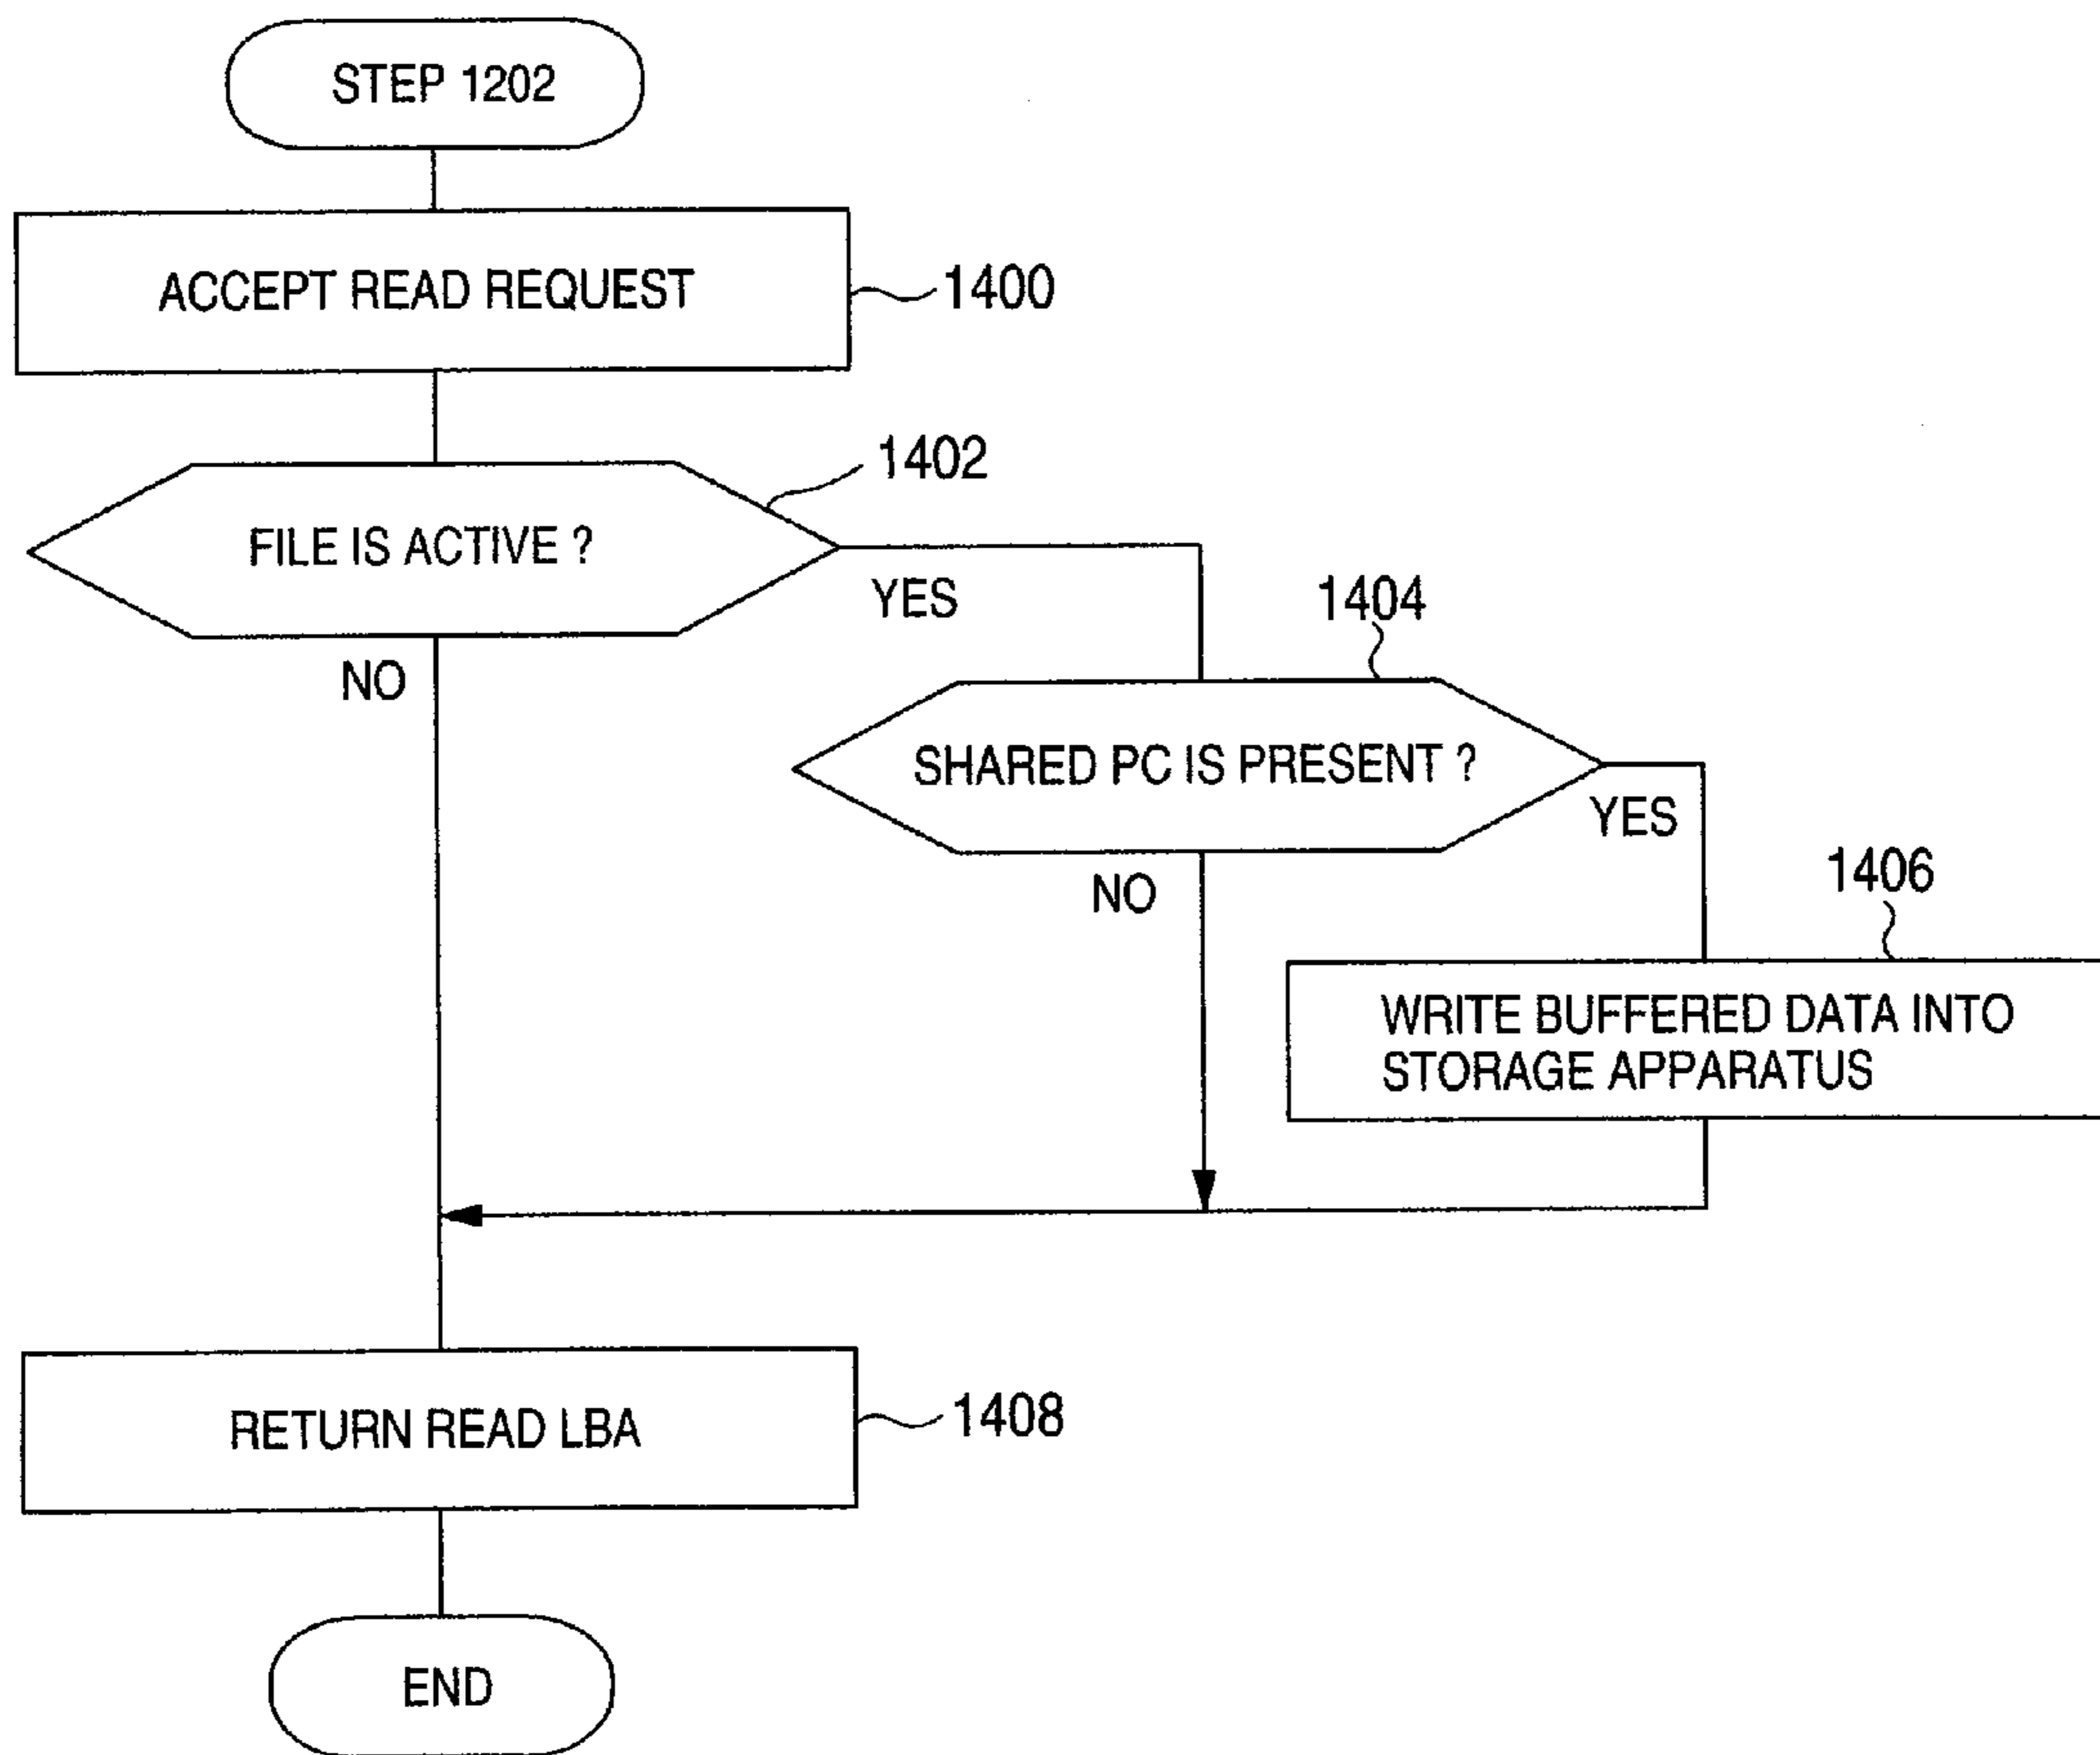 STEP 1202
ACCEPT READ REQUEST
1400
1402
FILE IS ACTIVE ?
YES
NO
1404
SHARED PC IS PRESENT ?
YES
NO
1406
WRITE BUFFERED DATA INTO
STORAGE APPARATUS
RETURN READ LBA
1408
END